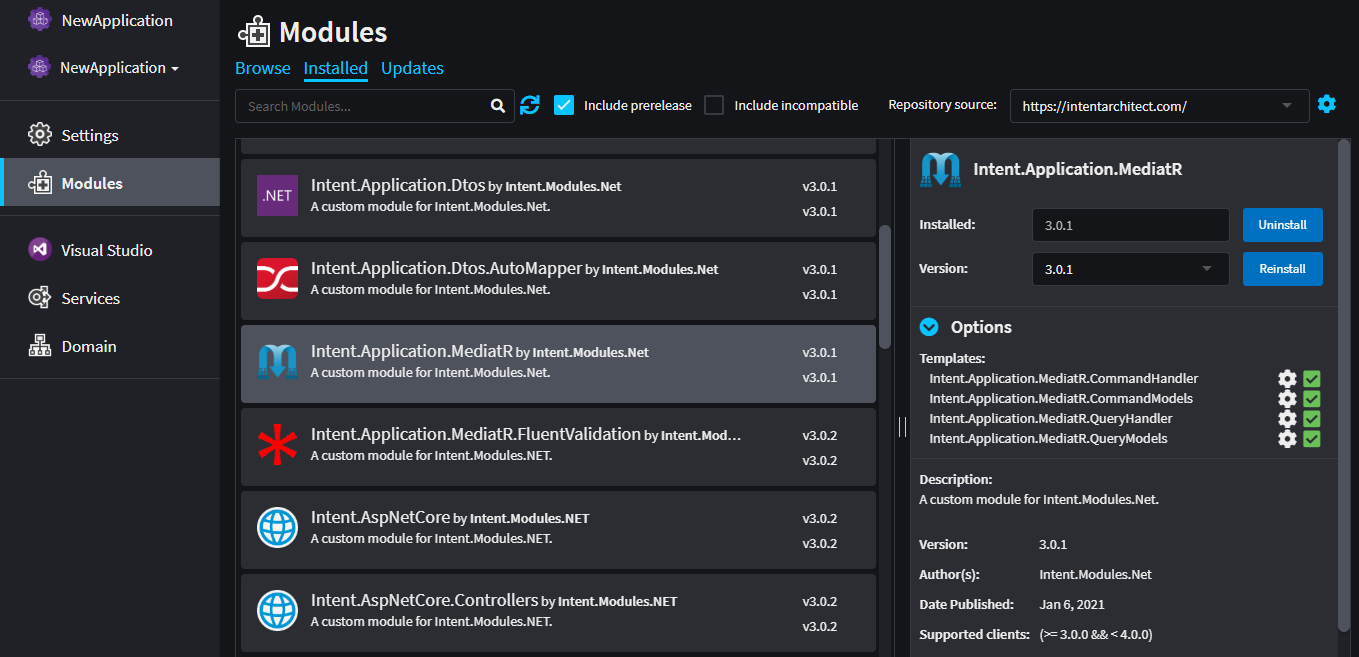 NewApplication
NewApplication
Settings
Modules
Visual Studio
Services
Domain
Modules
Browse Installed Updates
Search Modules...
Include prerelease
Include incompatible
Repository source:
https://intentarchitect.com/
.NET
Intent.Application.Dtos by Intent.Modules.Net
v3.0.1
A custom module for Intent.Modules.Net.
v3.0.1
Intent.Application.Dtos.AutoMapper by Intent.Modules.Net
v3.0.1
A custom module for Intent.Modules.Net.
v3.0.1
Intent.Application.MediatR by Intent.Modules.Net
v3.0.1
A custom module for Intent.Modules.Net.
v3.0.1
Intent.Application.MediatR.FluentValidation by Intent.Mod...
v3.0.2
A custom module for Intent.Modules.NET.
v3.0.2
Intent.AspNetCore by Intent.Modules.NET
v3.0.2
A custom module for Intent.Modules.NET.
v3.0.2
Intent.AspNetCore.Controllers by Intent.Modules.NET
v3.0.2
A custom module for Intent.Modules.NET.
v3.0.2
Intent.Application.MediatR
Installed: 3.0.1 Uninstall
Version: 3.0.1 Reinstall
Options
Templates:
Intent.Application.MediatR.CommandHandler
Intent.Application.MediatR.CommandModels
Intent.Application.MediatR.QueryHandler
Intent.Application.MediatR.QueryModels
Description:
A custom module for Intent.Modules.Net.
Version: 3.0.1
Author(s): Intent.Modules.Net
Date Published: Jan 6, 2021
Supported clients: (>= 3.0.0 && < 4.0.0)